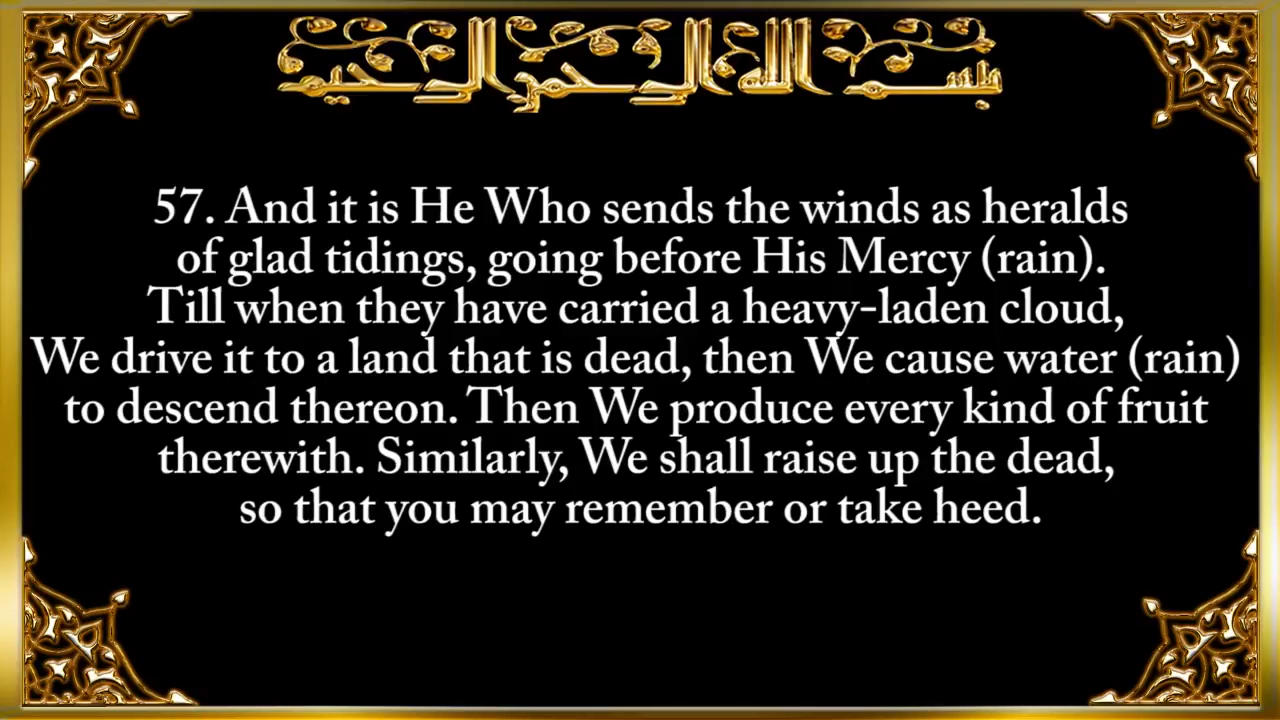 بسم الله الرحمن الرحيم
57. And it is He Who sends the winds as heralds
of glad tidings, going before His Mercy (rain).
Till when they have carried a heavy-laden cloud,
We drive it to a land that is dead, then We cause water (rain)
to descend thereon. Then We produce every kind of fruit
therewith. Similarly, We shall raise up the dead,
so that you may remember or take heed.